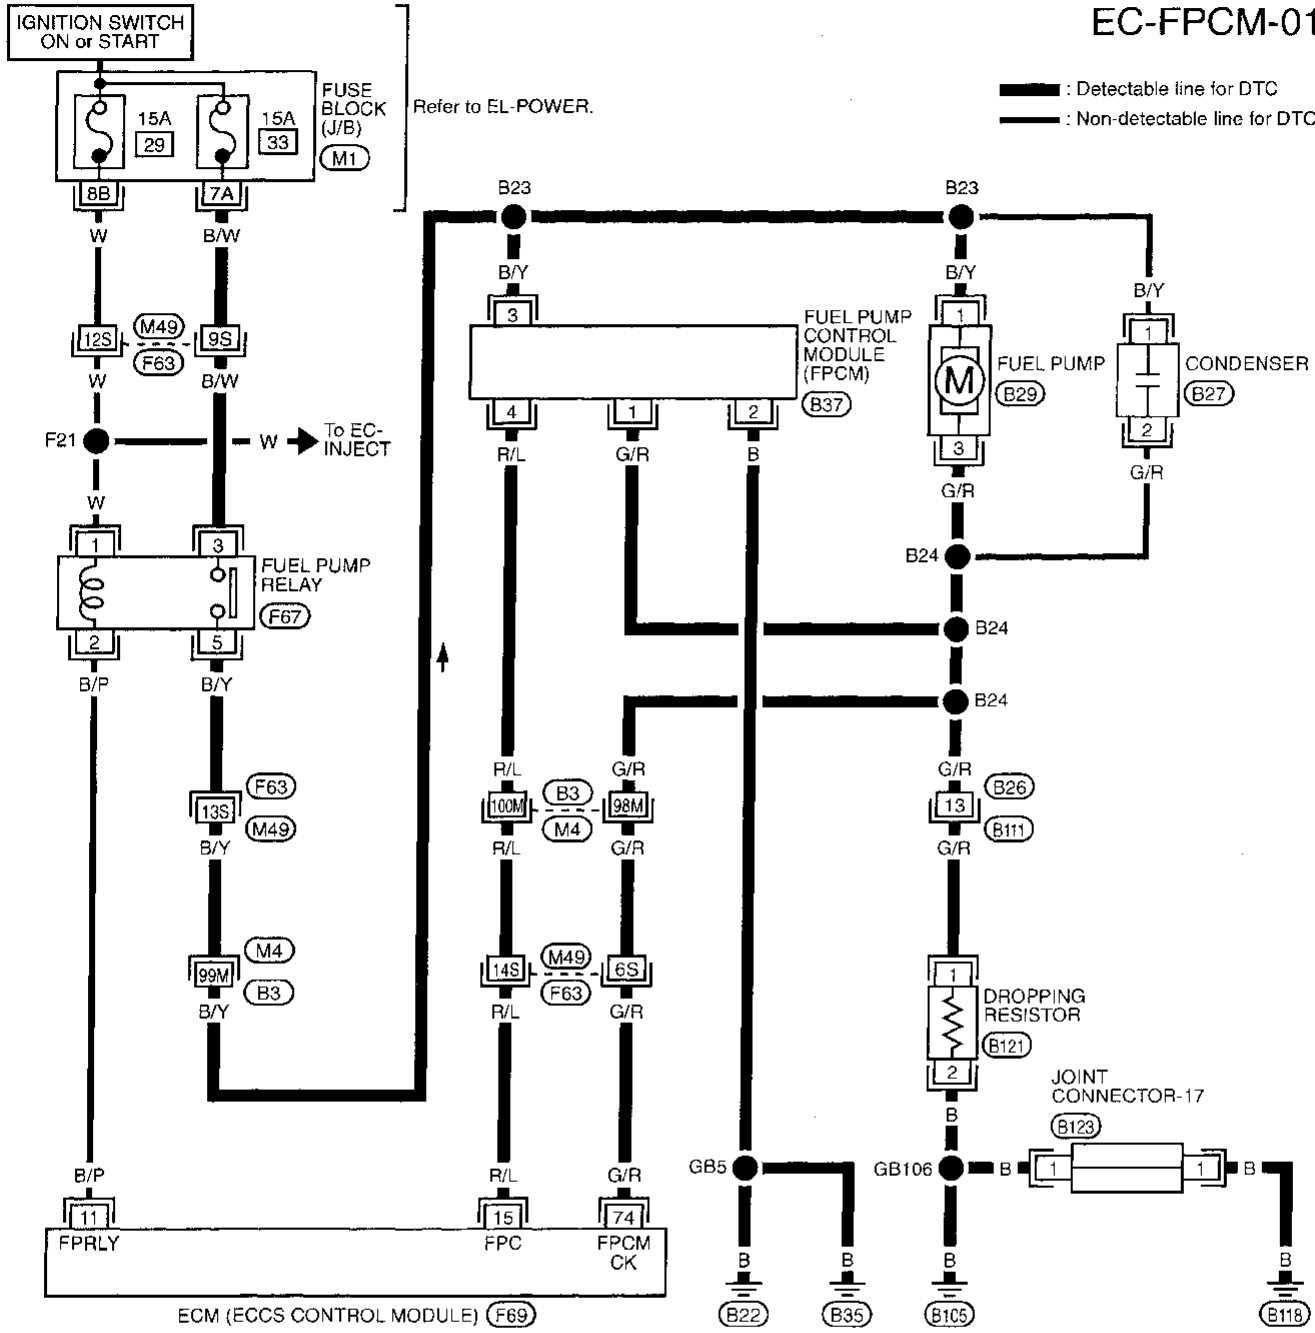 EC-FPCM-01
IGNITION SWITCH
ON or START
FUSE
BLOCK
(J/B)
M1
Refer to EL-POWER.
: Detectable line for DTC
: Non-detectable line for DTC
15A
29
15A
33
8B
7A
W
B/W
12S
M49
F63
9S
W
B/W
F21
W
To EC-
INJECT
W
1
3
FUEL PUMP
RELAY
F67
2
5
B/P
B/Y
F63
13S
M49
B/Y
M4
99M
B3
B/Y
B23
B23
B/Y
B/Y
B/Y
3
FUEL PUMP
CONTROL
MODULE
(FPCM)
B37
4
1
2
R/L
G/R
B
1
M
FUEL PUMP
B29
3
G/R
1
CONDENSER
B27
2
G/R
B24
B24
B24
R/L
G/R
G/R
100M
B3
M4
98M
R/L
G/R
B26
13
B111
G/R
14S
M49
F63
6S
R/L
G/R
1
DROPPING
RESISTOR
B121
2
B
JOINT
CONNECTOR-17
B123
GB5
GB106
B
1
1
B
B/P
R/L
G/R
11
15
74
FPRLY
FPC
FPCM
CK
ECM (ECCS CONTROL MODULE)
F69
B
B
B
B
B22
B35
B105
B118